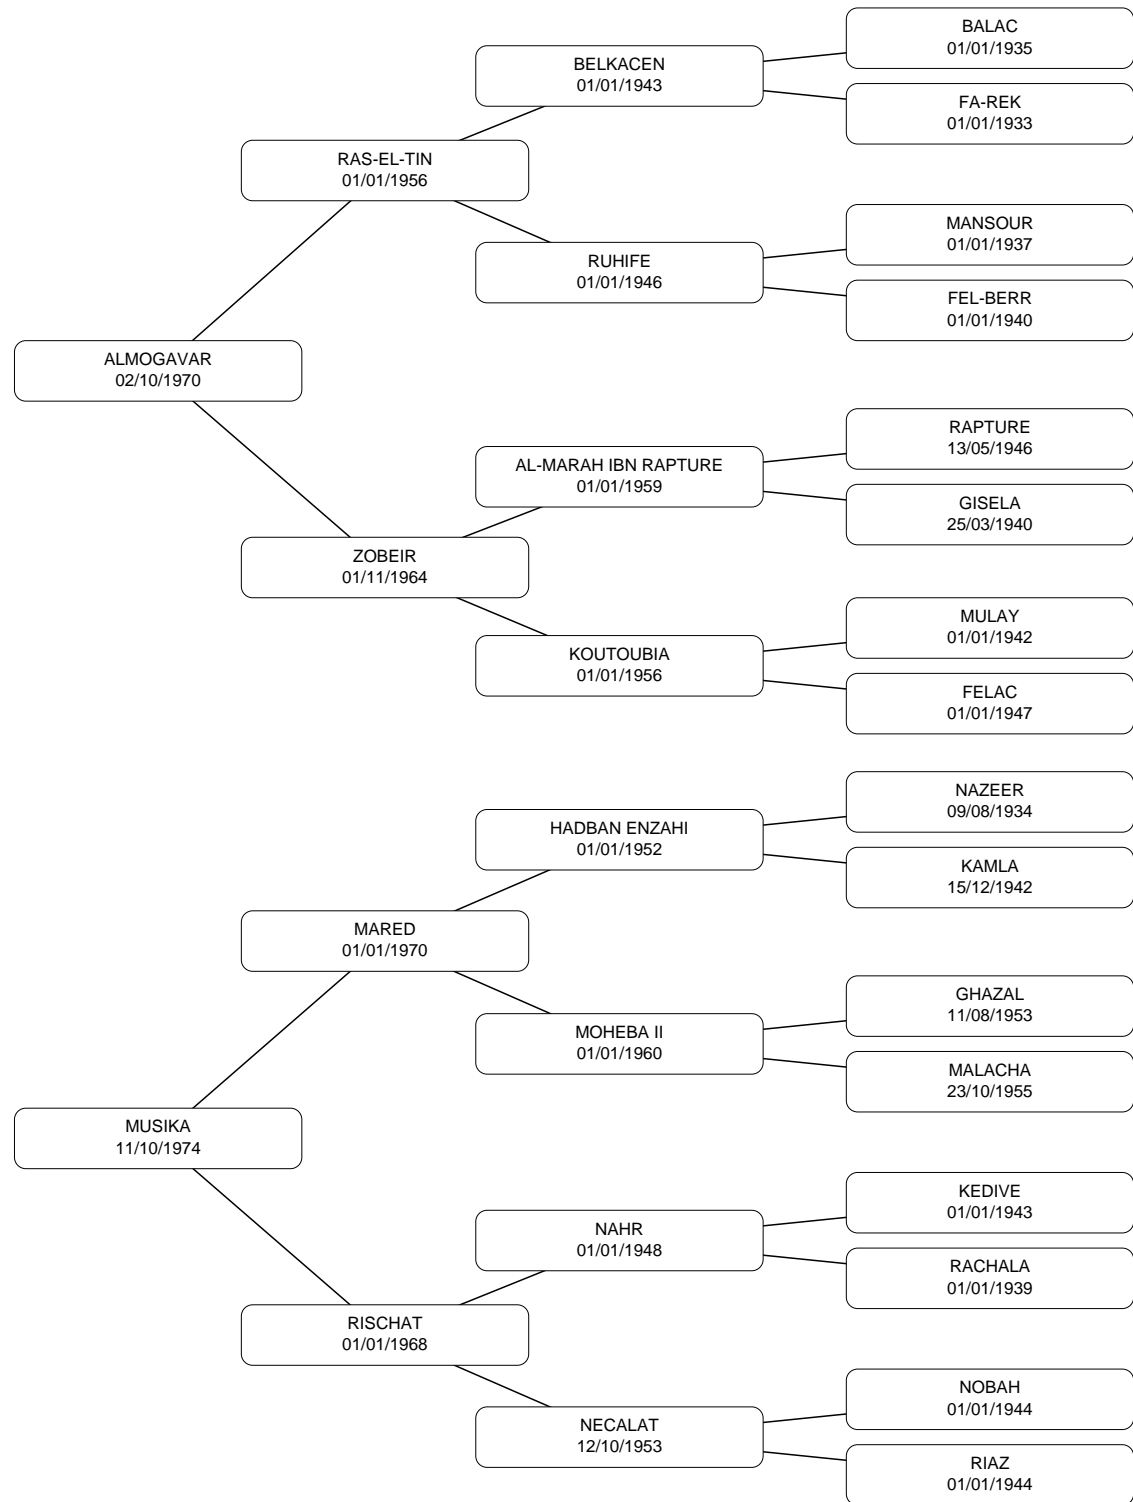 BALAC
01/01/1935
BELKACEN
01/01/1943
FA-REK
01/01/1933
RAS-EL-TIN
01/01/1956
MANSOUR
01/01/1937
RUHIFE
01/01/1946
FEL-BERR
01/01/1940
ALMOGAVAR
02/10/1970
RAPTURE
13/05/1946
AL-MARAH IBN RAPTURE
01/01/1959
GISELA
25/03/1940
ZOBEIR
01/11/1964
MULAY
01/01/1942
KOUTOUBIA
01/01/1956
FELAC
01/01/1947
NAZEER
09/08/1934
HADBAN ENZAHI
01/01/1952
KAMLA
15/12/1942
MARED
01/01/1970
GHAZAL
11/08/1953
MOHEBA II
01/01/1960
MALACHA
23/10/1955
MUSIKA
11/10/1974
KEDIVE
01/01/1943
NAHR
01/01/1948
RACHALA
01/01/1939
RISCHAT
01/01/1968
NOBAH
01/01/1944
NECALAT
12/10/1953
RIAZ
01/01/1944